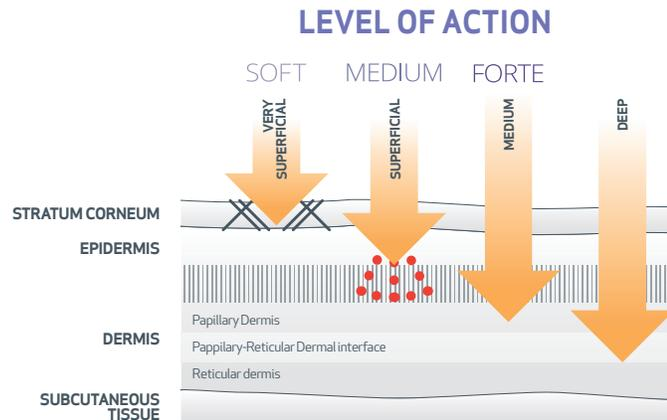 LEVEL OF ACTION
SOFT MEDIUM FORTE
VERY
SUPERFICIAL
SUPERFICIAL
MEDIUM
DEEP
STRATUM CORNEUM
EPIDERMIS
Papillary Dermis
DERMIS
Pappillary-Reticular Dermal interface
Reticular dermis
SUBCUTANEOUS
TISSUE